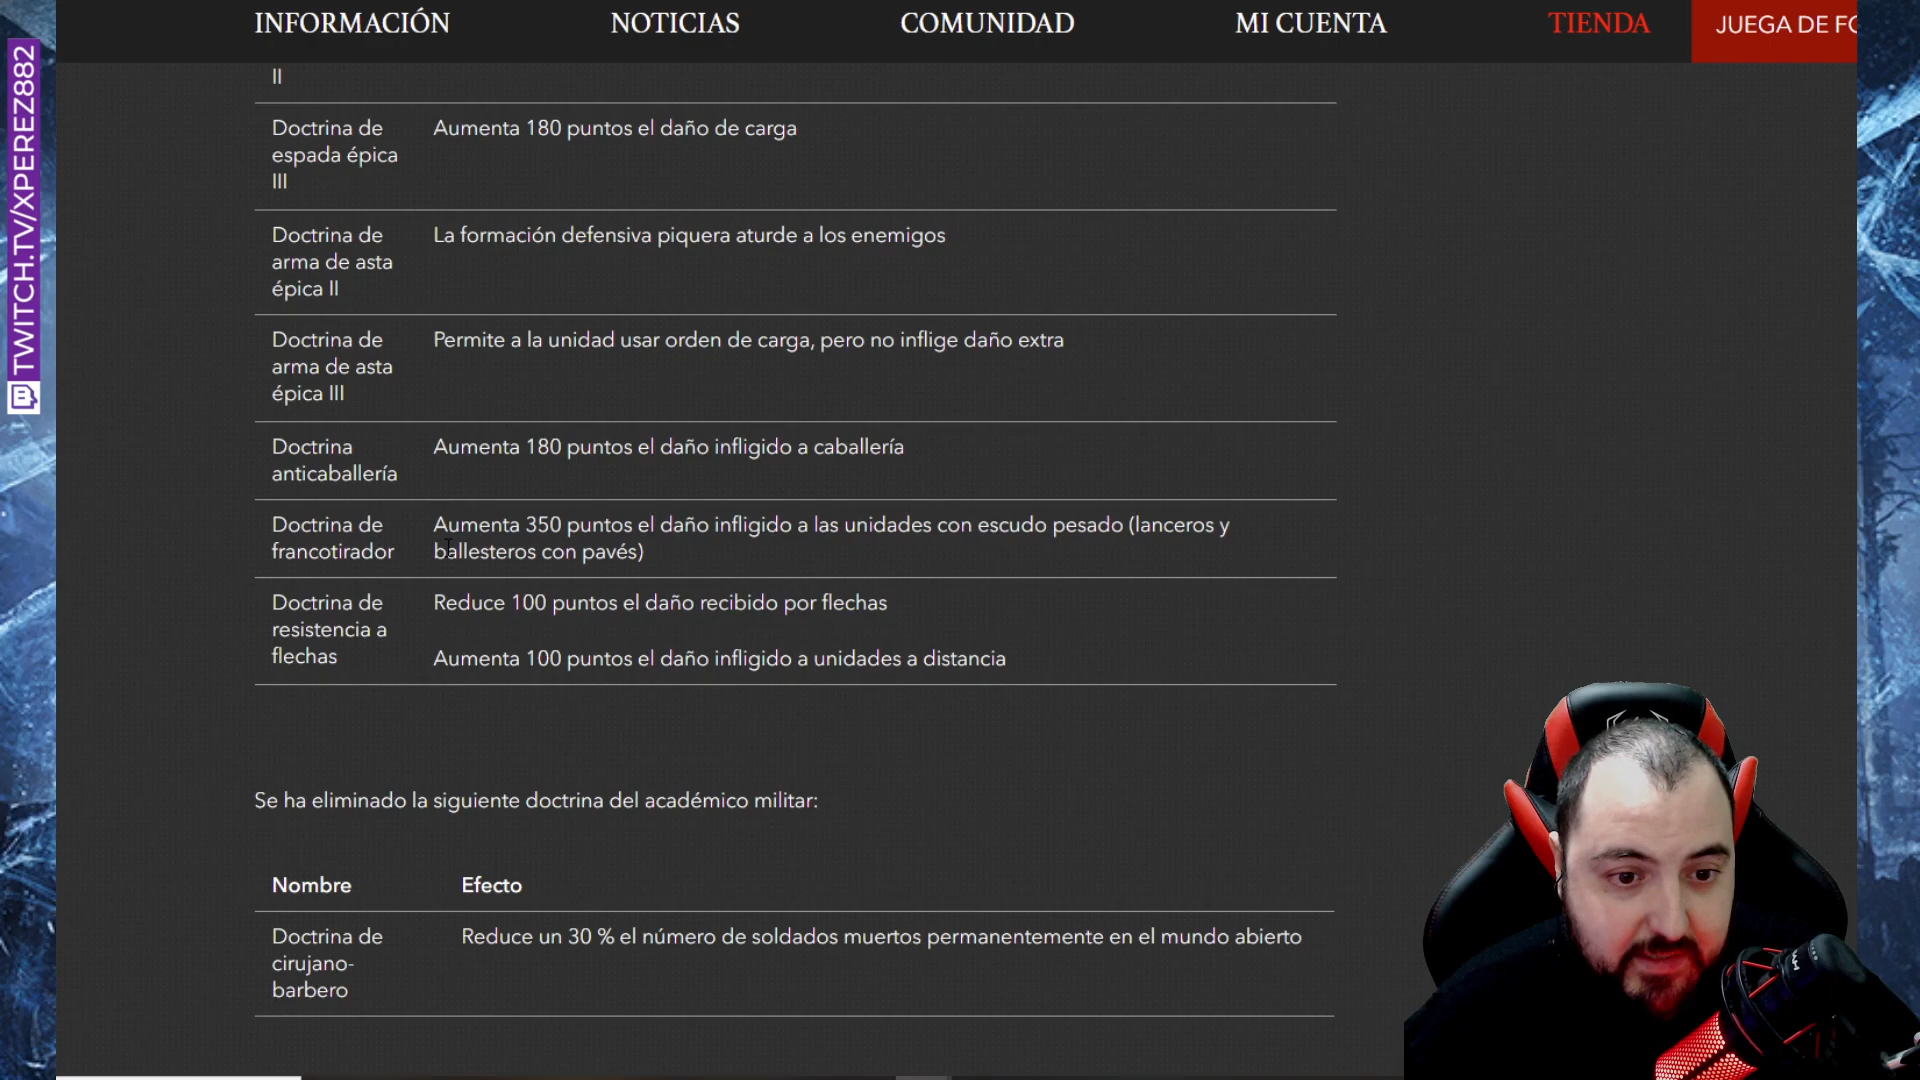 INFORMACIÓN NOTICIAS COMUNIDAD MI CUENTA TIENDA JUEGA DE FO
TWITCH.TV/XPEREZ882
II
Doctrina de espada épica III
Aumenta 180 puntos el daño de carga
Doctrina de arma de asta épica II
La formación defensiva piquera aturde a los enemigos
Doctrina de arma de asta épica III
Permite a la unidad usar orden de carga, pero no inflige daño extra
Doctrina anticaballería
Aumenta 180 puntos el daño infligido a caballería
Doctrina de francotirador
Aumenta 350 puntos el daño infligido a las unidades con escudo pesado (lanceros y
ballesteros con pavés)
Doctrina de resistencia a flechas
Reduce 100 puntos el daño recibido por flechas
Aumenta 100 puntos el daño infligido a unidades a distancia
Se ha eliminado la siguiente doctrina del académico militar:
Nombre Efecto
Doctrina de cirujano-barbero
Reduce un 30 % el número de soldados muertos permanentemente en el mundo abierto